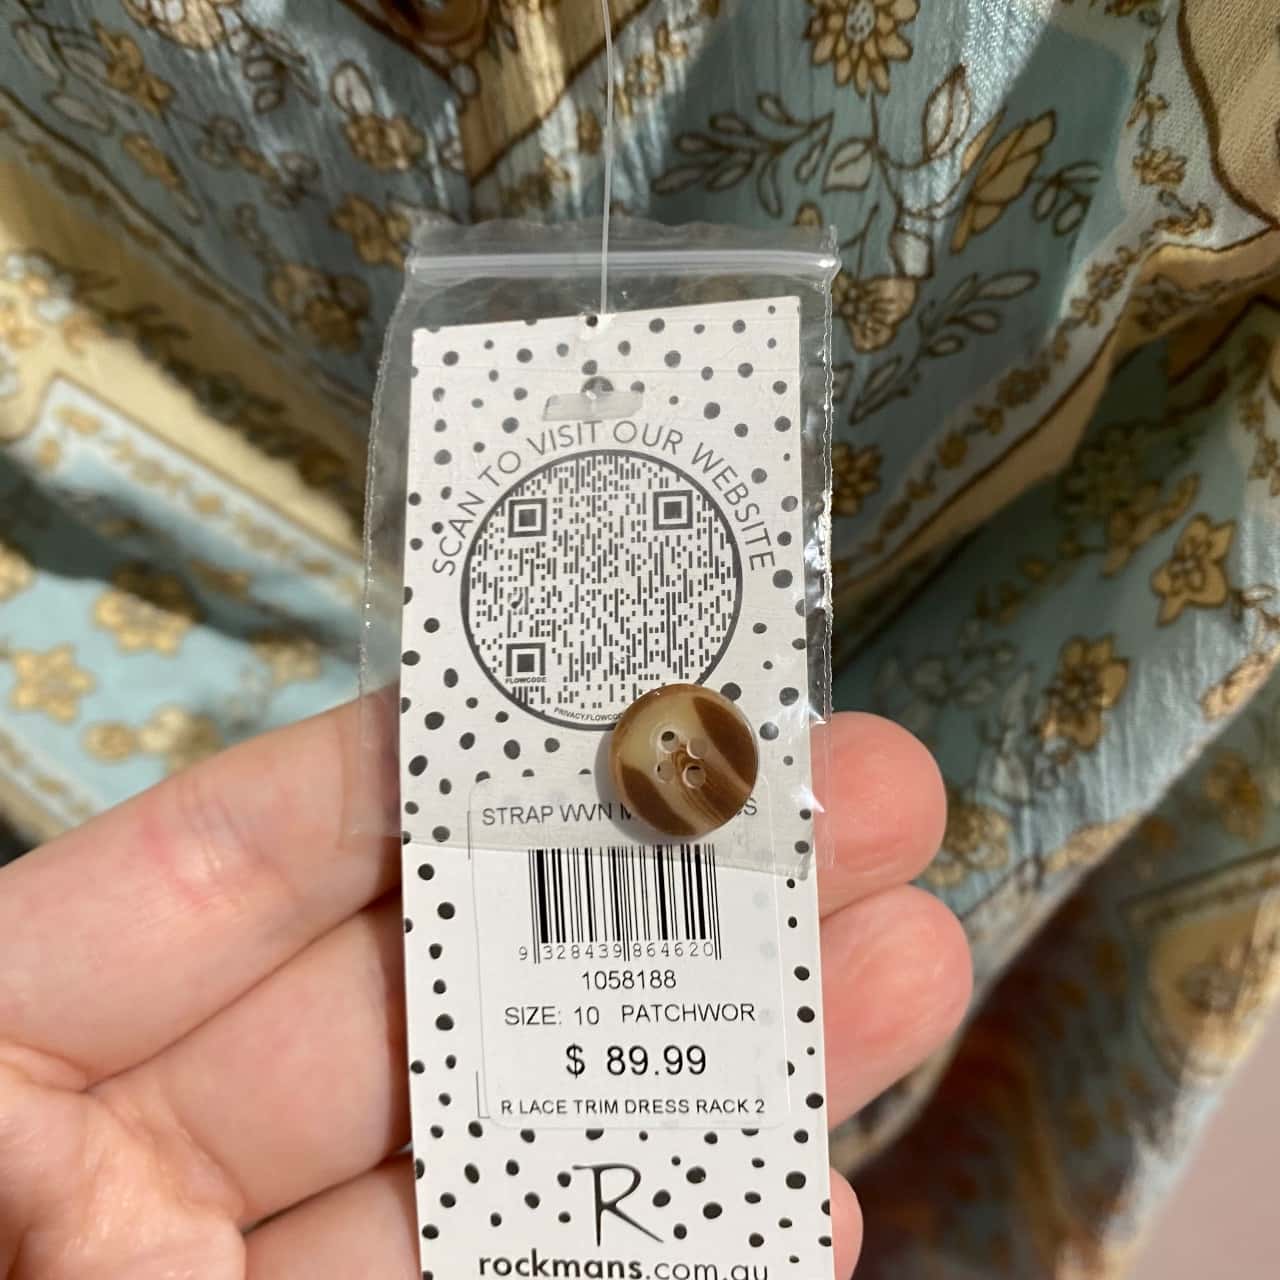 SCAN TO VISIT OUR WEBSITE
FLOWCODE
STRAP WVN
9 328439 864620
1058188
SIZE: 10 PATCHWOR
$ 89.99
R LACE TRIM DRESS RACK 2
R
rockmans.com.au